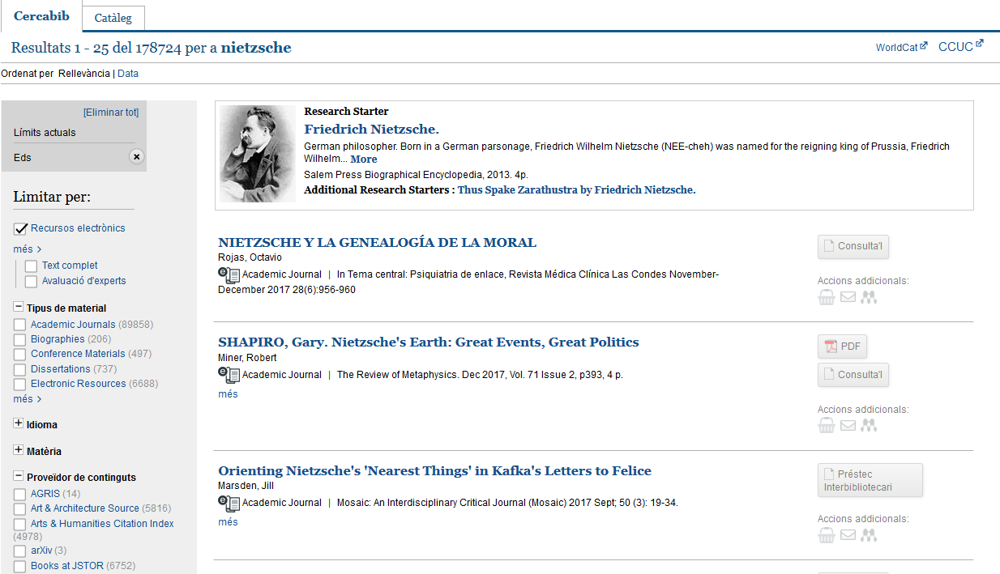 Cercabib
Catàleg
Resultats 1 - 25 del 178724 per a nietzsche
WorldCat
CCUC
Ordenat per Rellevància | Data
[Eliminar tot]
Límits actuals
Eds
Limitar per:
Recursos electrònics
més >
Text complet
Avaluació d'experts
Tipus de material
Academic Journals (89858)
Biographies (206)
Conference Materials (497)
Dissertations (737)
Electronic Resources (6688)
més >
Idioma
Matèria
Proveïdor de continguts
AGRIS (14)
Art & Architecture Source (5816)
Arts & Humanities Citation Index
(4978)
arXiv (3)
Books at JSTOR (6752)
Research Starter
Friedrich Nietzsche.
German philosopher. Born in a German parsonage, Friedrich Wilhelm Nietzsche (NEE-cheh) was named for the reigning king of Prussia, Friedrich
Wilhelm... More
Salem Press Biographical Encyclopedia, 2013. 4p.
Additional Research Starters : Thus Spake Zarathustra by Friedrich Nietzsche.
NIETZSCHE Y LA GENEALOGÍA DE LA MORAL
Rojas, Octavio
Academic Journal | In Tema central: Psiquiatria de enlace, Revista Médica Clínica Las Condes November-
December 2017 28(6):956-960
Consulta'l
Accions addicionals:
SHAPIRO, Gary. Nietzsche's Earth: Great Events, Great Politics
Miner, Robert
Academic Journal | The Review of Metaphysics. Dec 2017, Vol. 71 Issue 2, p393, 4 p.
més
PDF
Consulta'l
Accions addicionals:
Orienting Nietzsche's 'Nearest Things' in Kafka's Letters to Felice
Marsden, Jill
Academic Journal | Mosaic: An Interdisciplinary Critical Journal (Mosaic) 2017 Sept; 50 (3): 19-34.
més
Préstec
Interbibliotecari
Accions addicionals: